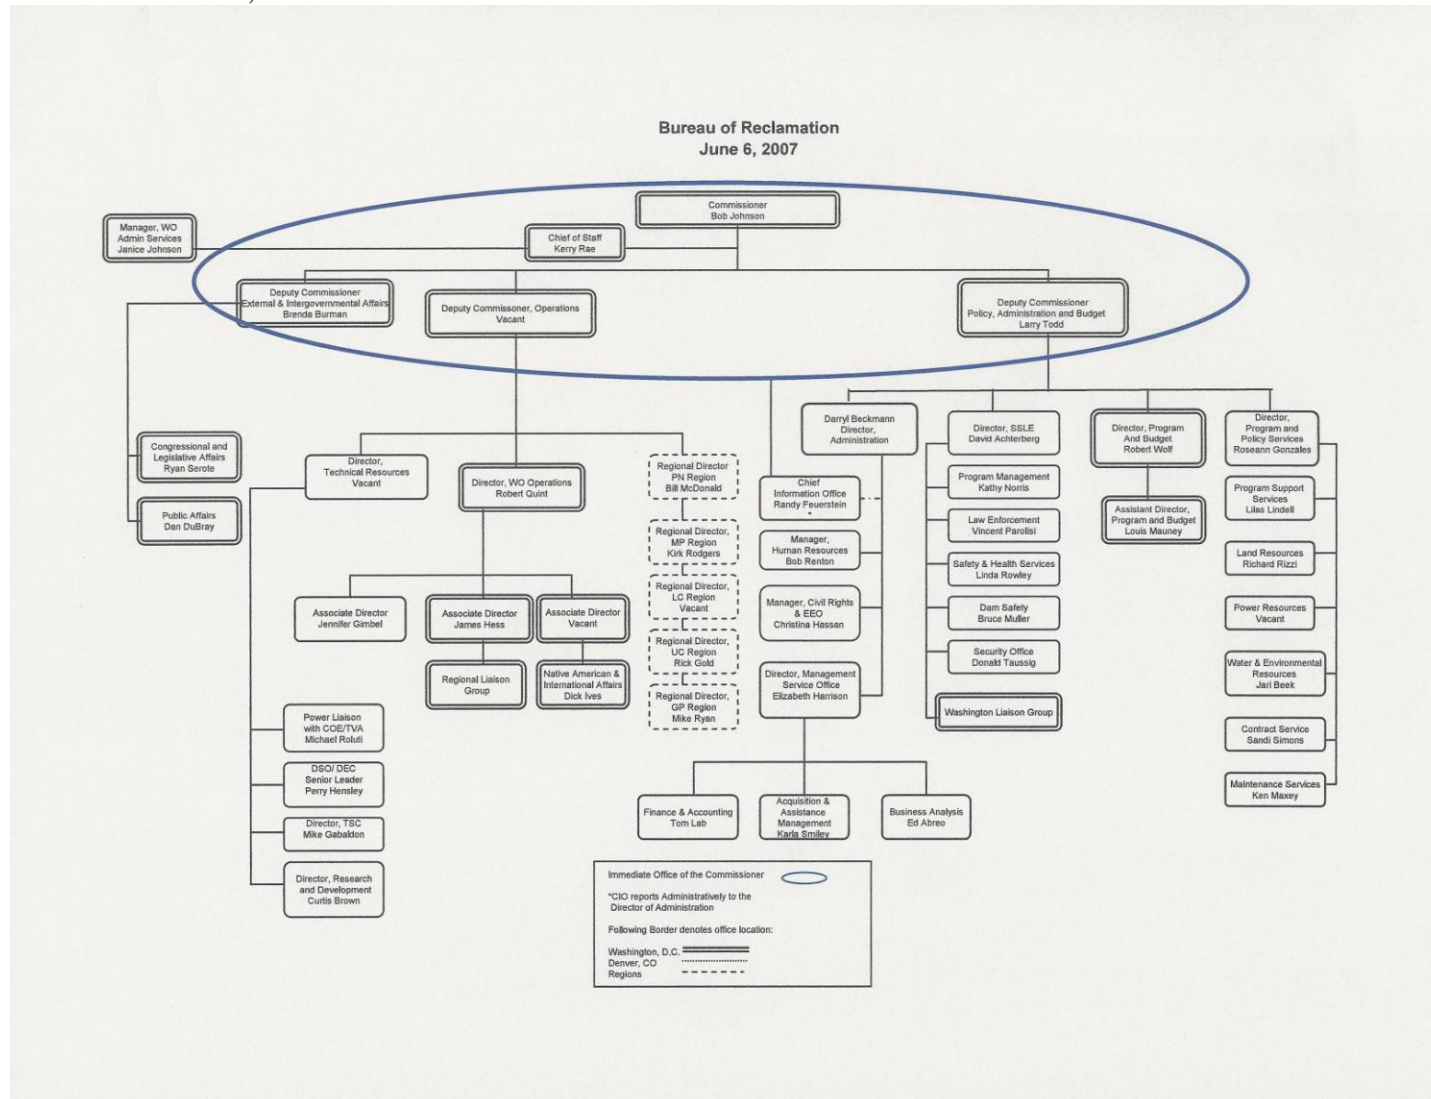 Bureau of Reclamation
June 6, 2007
Commissioner
Bob Johnson
Manager, WO
Admin Services
Janice Johnson
Chief of Staff
Kerry Rae
Deputy Commissioner
External & Intergovernmental Affairs
Brenda Burman
Deputy Commissoner, Operations
Vacant
Deputy Commissioner
Policy, Administration and Budget
Larry Todd
Congressional and
Legislative Affairs
Ryan Serote
Public Affairs
Dan DuBray
Director,
Technical Resources
Vacant
Director, WO Operations
Robert Quint
Regional Director
PN Region
Bill McDonald
Regional Director,
MP Region
Kirk Rodgers
Regional Director,
LC Region
Vacant
Regional Director,
UC Region
Rick Gold
Regional Director,
GP Region
Mike Ryan
Associate Director
Jennifer Gimbel
Associate Director
James Hess
Associate Director
Vacant
Regional Liaison
Group
Native American &
International Affairs
Dick Ives
Power Liaison
with COE/TVA
Michael Roluti
DSO/ DEC
Senior Leader
Perry Hensley
Director, TSC
Mike Gabaldon
Director, Research
and Development
Curtis Brown
Darryl Beckmann
Director,
Administration
Chief
Information Office
Randy Feuerstein
*
Manager,
Human Resources
Bob Renton
Manager, Civil Rights
& EEO
Christina Hassan
Director, Management
Service Office
Elizabeth Harrison
Finance & Accounting
Tom Lab
Acquisition &
Assistance
Management
Karla Smiley
Business Analysis
Ed Abreo
Director, SSLE
David Achterberg
Program Management
Kathy Norris
Law Enforcement
Vincent Parolisi
Safety & Health Services
Linda Rowley
Dam Safety
Bruce Muller
Security Office
Donald Taussig
Washington Liaison Group
Director, Program
And Budget
Robert Wolf
Assistant Director,
Program and Budget
Louis Mauney
Director,
Program and
Policy Services
Roseann Gonzales
Program Support
Services
Lilas Lindell
Land Resources
Richard Rizzi
Power Resources
Vacant
Water & Environmental
Resources
Jari Beek
Contract Service
Sandi Simons
Maintenance Services
Ken Maxey
Immediate Office of the Commissioner
*CIO reports Administratively to the
Director of Administration
Following Border denotes office location:
Washington, D.C.
Denver, CO
Regions